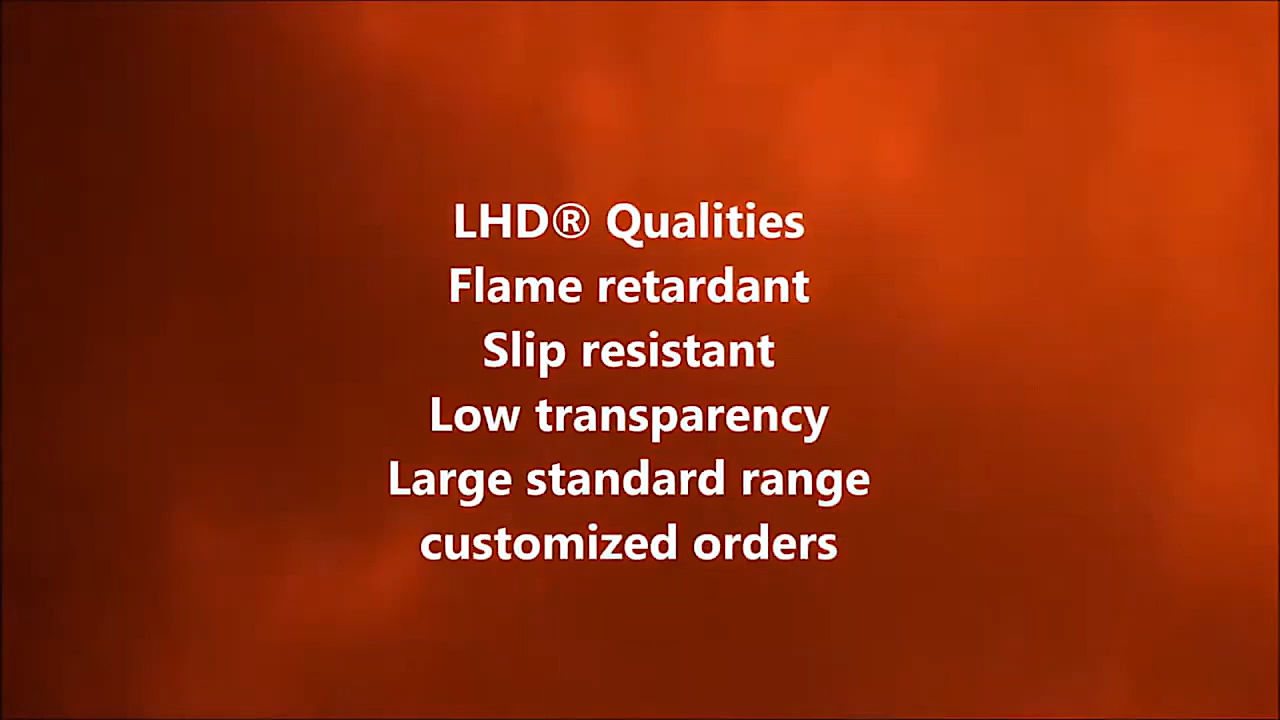 LHD® Qualities
Flame retardant
Slip resistant
Low transparency
Large standard range
customized orders